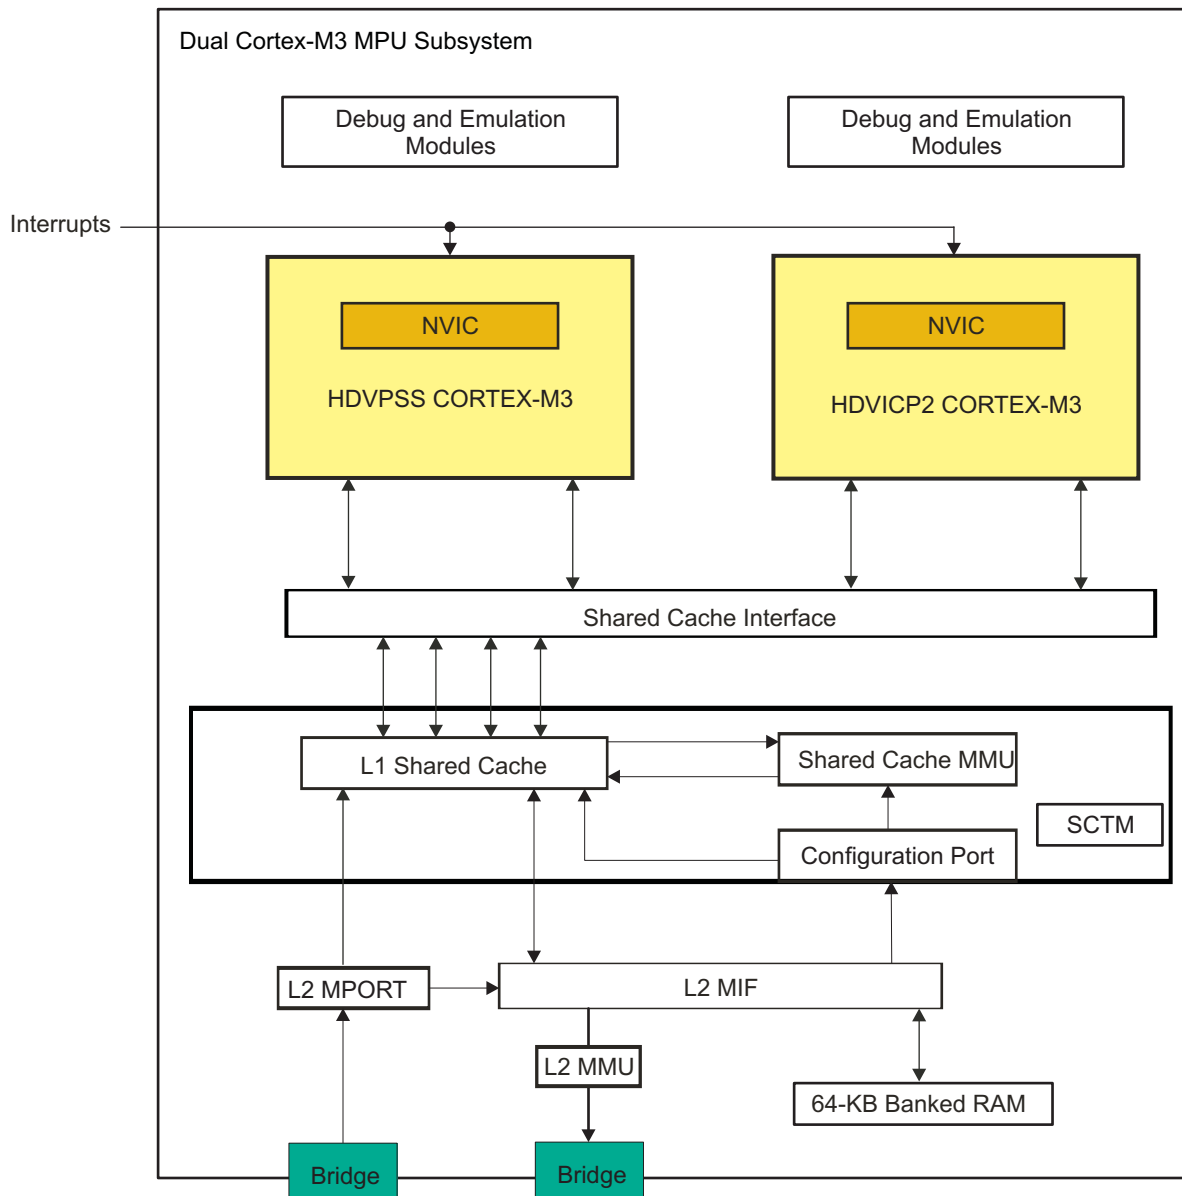 Dual Cortex-M3 MPU Subsystem
Debug and Emulation
Modules
Debug and Emulation
Modules
Interrupts
NVIC
HDVPSS CORTEX-M3
NVIC
HDVICP2 CORTEX-M3
Shared Cache Interface
L1 Shared Cache
Shared Cache MMU
SCTM
Configuration Port
L2 MPORT
L2 MIF
L2 MMU
64-KB Banked RAM
Bridge
Bridge